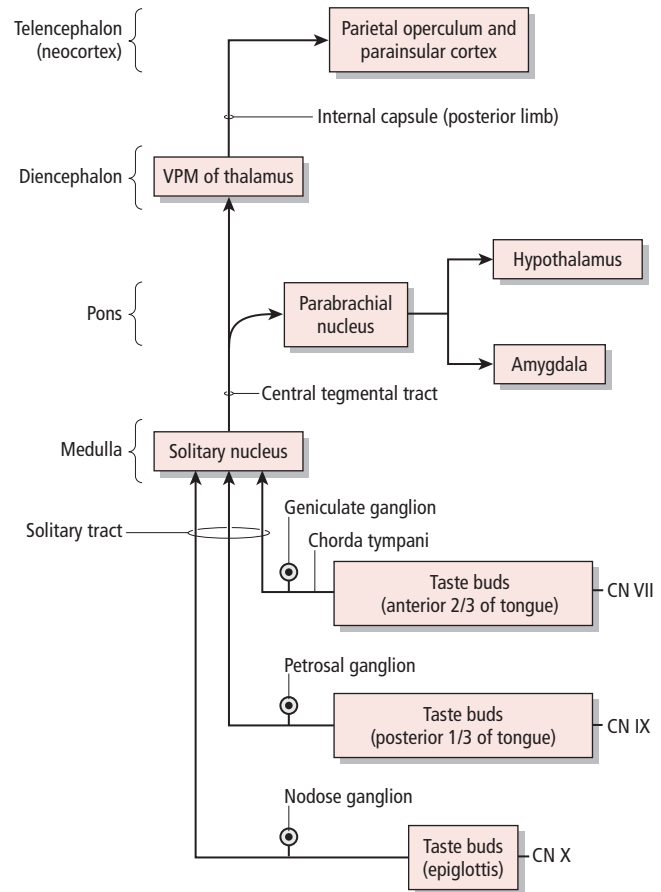 Telencephalon
(neocortex)
Parietal operculum and
parainsular cortex
Internal capsule (posterior limb)
Diencephalon
VPM of thalamus
Hypothalamus
Pons
Parabrachial
nucleus
Amygdala
Central tegmental tract
Medulla
Solitary nucleus
Geniculate ganglion
Solitary tract
Chorda tympani
Taste buds
(anterior 2/3 of tongue)
CN VII
Petrosal ganglion
Taste buds
(posterior 1/3 of tongue)
CN IX
Nodose ganglion
Taste buds
(epiglottis)
CN X